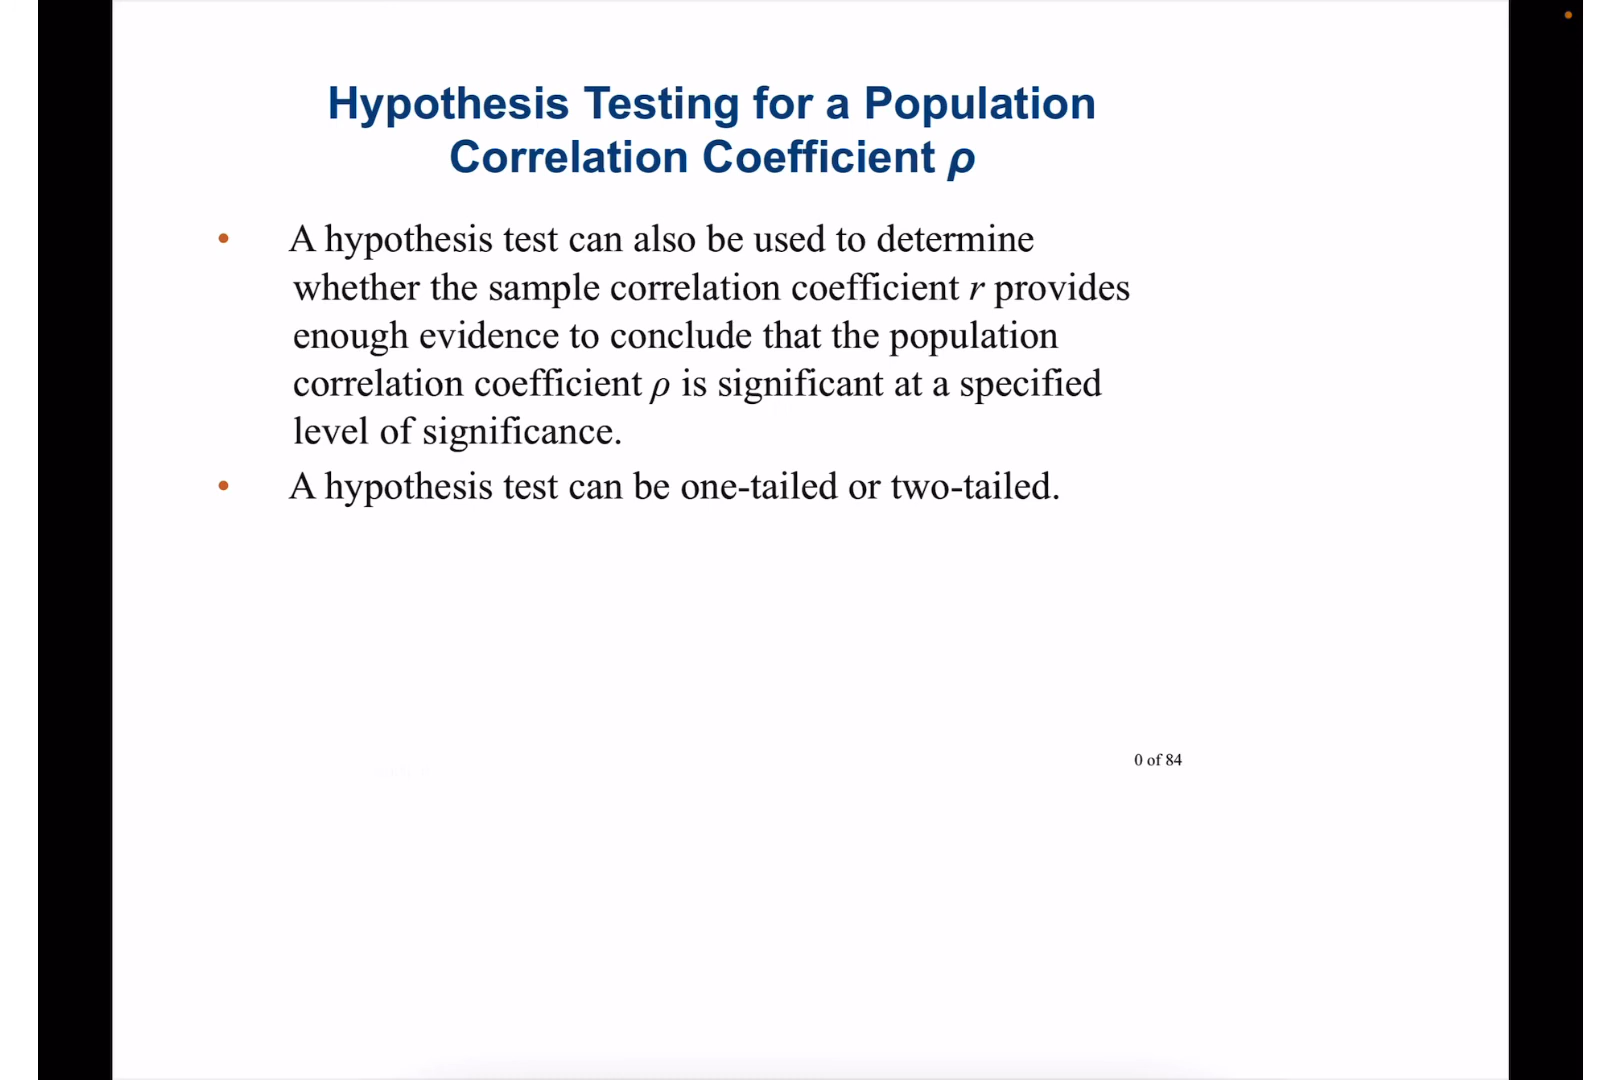 Hypothesis Testing for a Population
Correlation Coefficient ρ
• A hypothesis test can also be used to determine
whether the sample correlation coefficient r provides
enough evidence to conclude that the population
correlation coefficient ρ is significant at a specified
level of significance.
• A hypothesis test can be one-tailed or two-tailed.
0 of 84